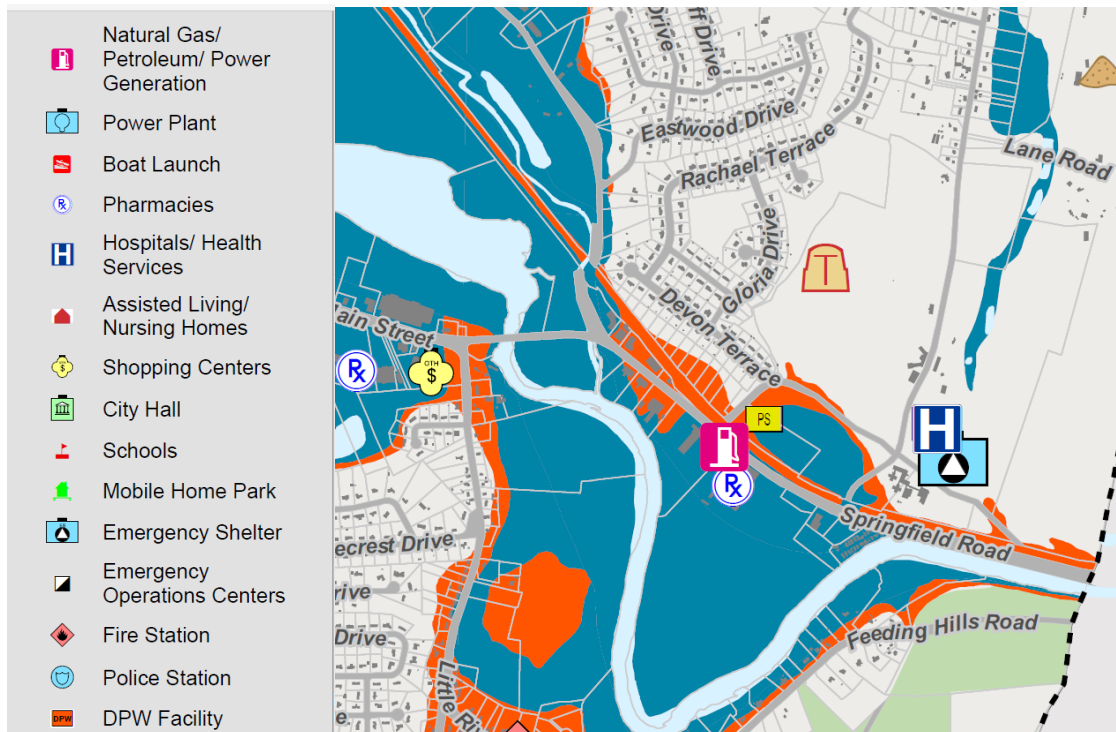 Natural Gas/
Petroleum/ Power
Generation
Power Plant
Boat Launch
Rx
Pharmacies
H
Hospitals/ Health
Services
Assisted Living/
Nursing Homes
$
Shopping Centers
City Hall
Schools
Mobile Home Park
Emergency Shelter
Emergency
Operations Centers
Fire Station
Police Station
DPW
DPW Facility
Drive
Drive
Eastwood Drive
Rachael Terrace
Lane Road
Gloria Drive
T
Devon Terrace
Street
Rx
OTH
$
PS
H
Rx
Springfield Road
Drive
Feeding Hills Road
Drive
Little